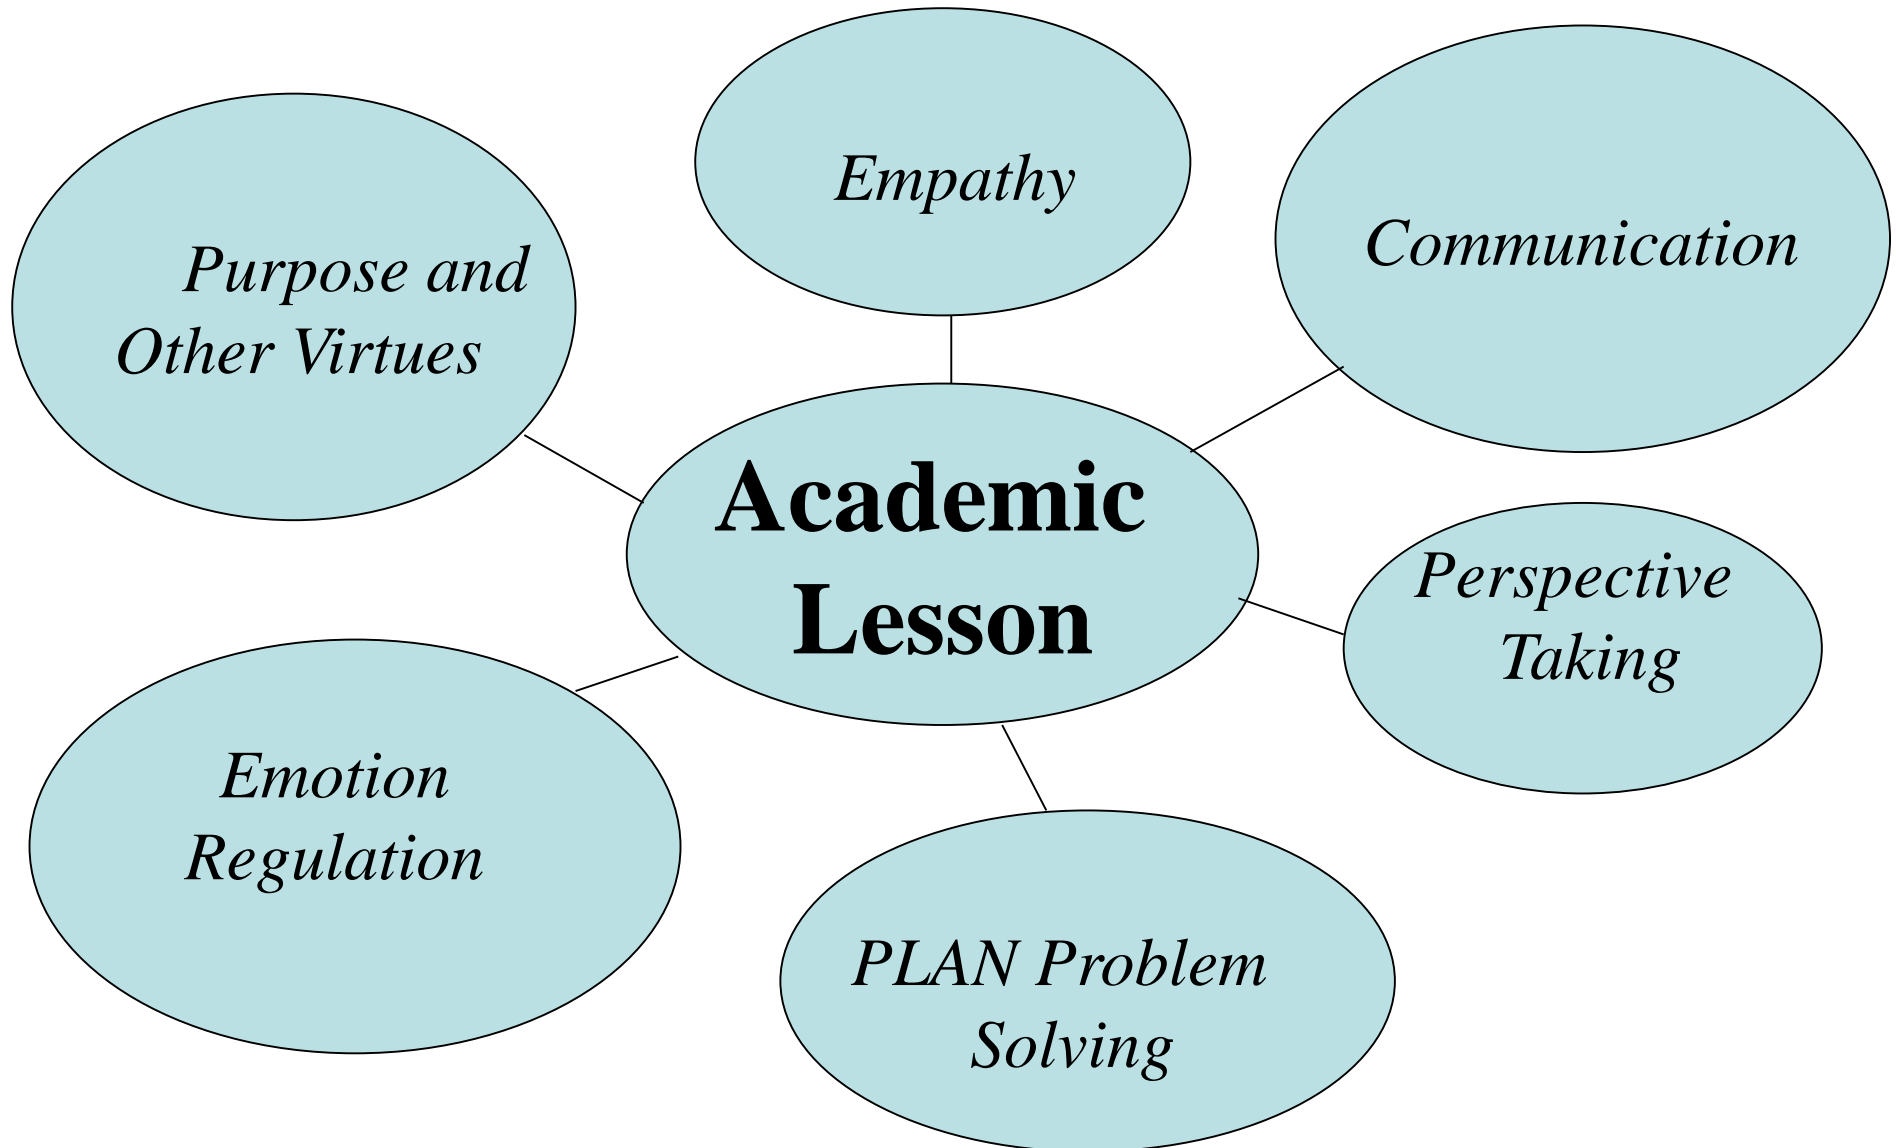 Empathy
Communication
Purpose and
Other Virtues
Academic
Lesson
Perspective
Taking
Emotion
Regulation
PLAN Problem
Solving